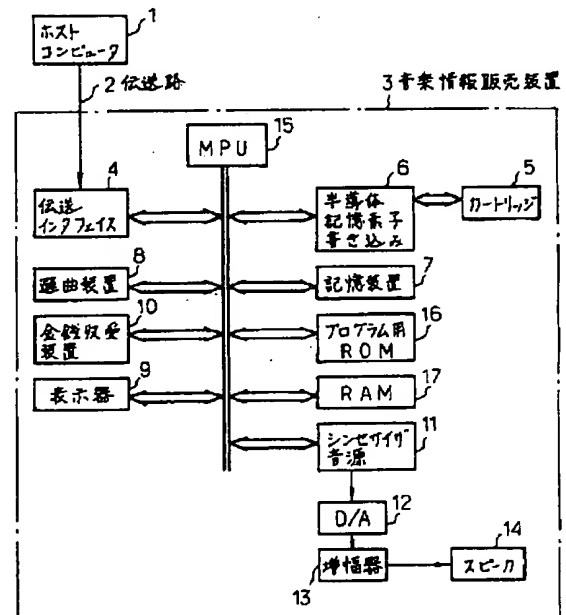 1
ホスト
コンピュータ
2 伝送路
3 音楽情報販売装置
MPU
15
4
伝送
インタフェイス
6
半導体
記憶素子
書き込み
5
カートリッジ
8
選曲装置
7
記憶装置
10
金銭収受
装置
16
プログラム用
ROM
9
表示器
17
RAM
11
シンセサイザ
音源
12
D/A
13
増幅器
14
スピーカ